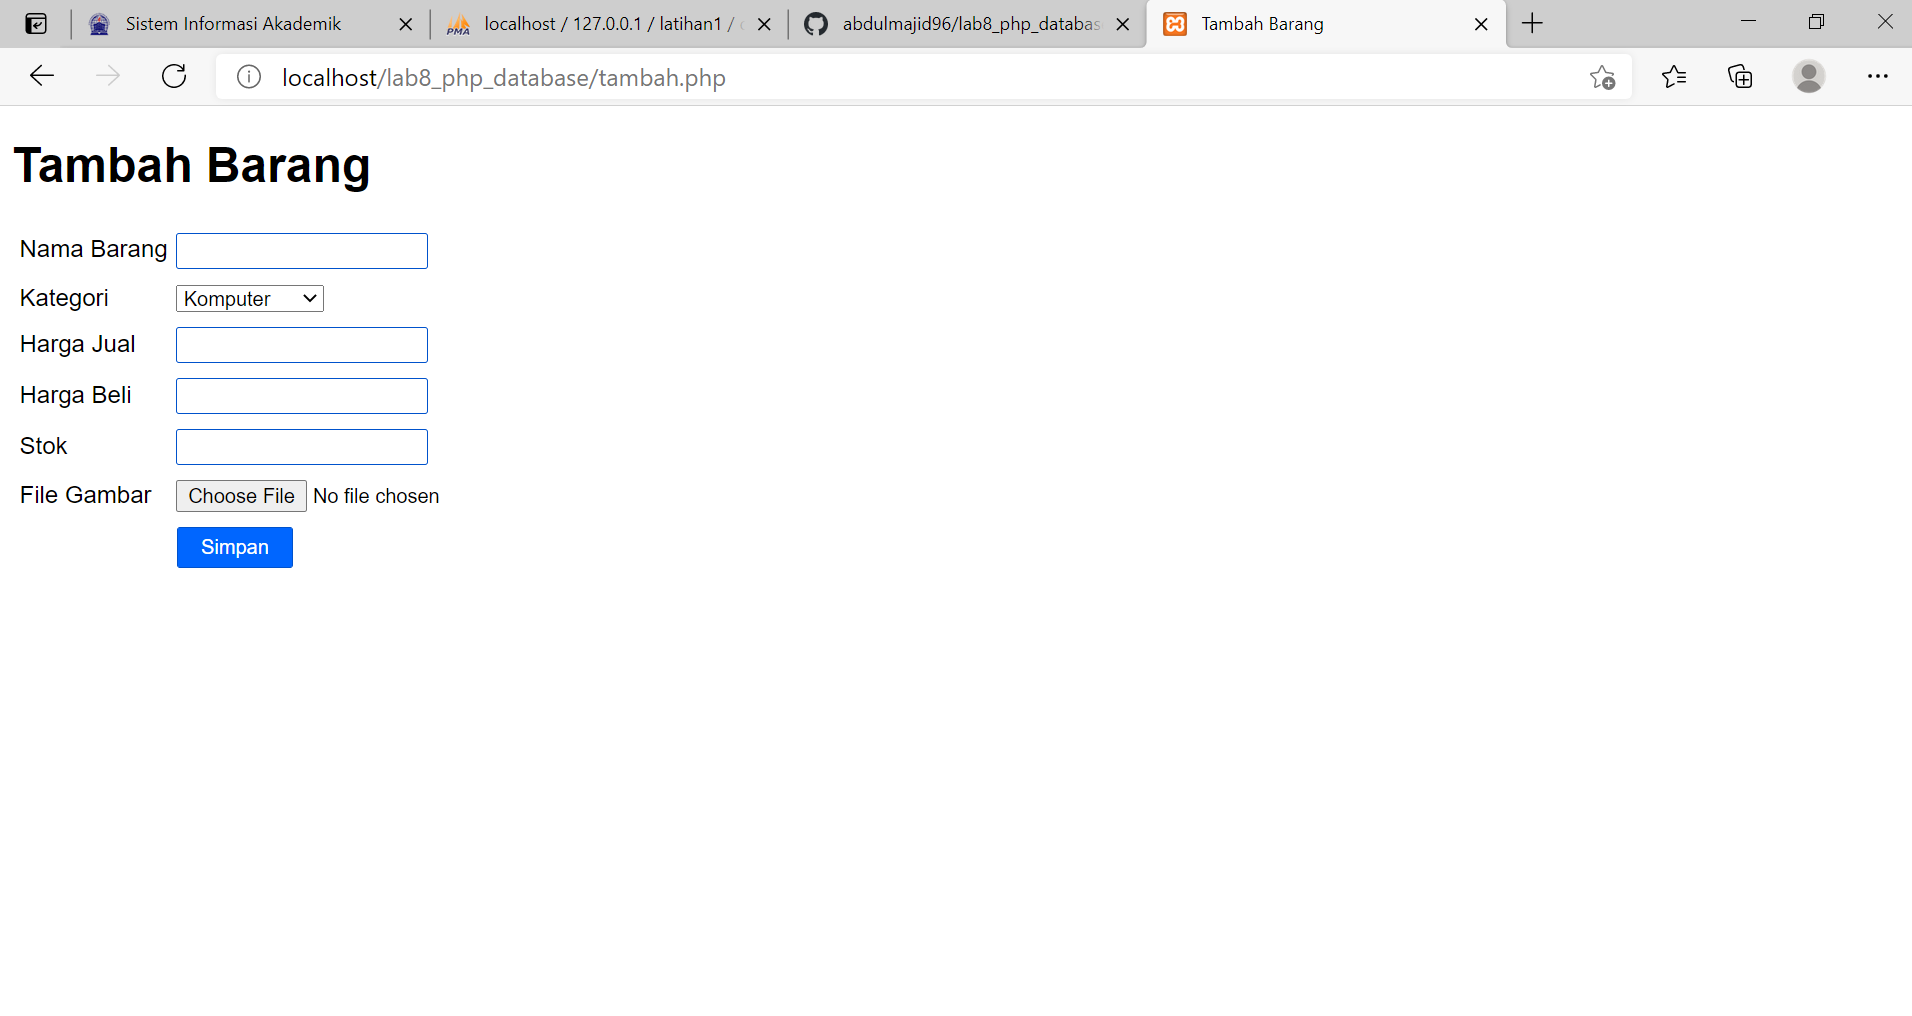 Sistem Informasi Akademik
localhost / 127.0.0.1 / latihan1 /
abdulmajid96/lab8_php_databas
Tambah Barang
localhost/lab8_php_database/tambah.php
Tambah Barang
Nama Barang
Kategori Komputer
Harga Jual
Harga Beli
Stok
File Gambar Choose File No file chosen
Simpan